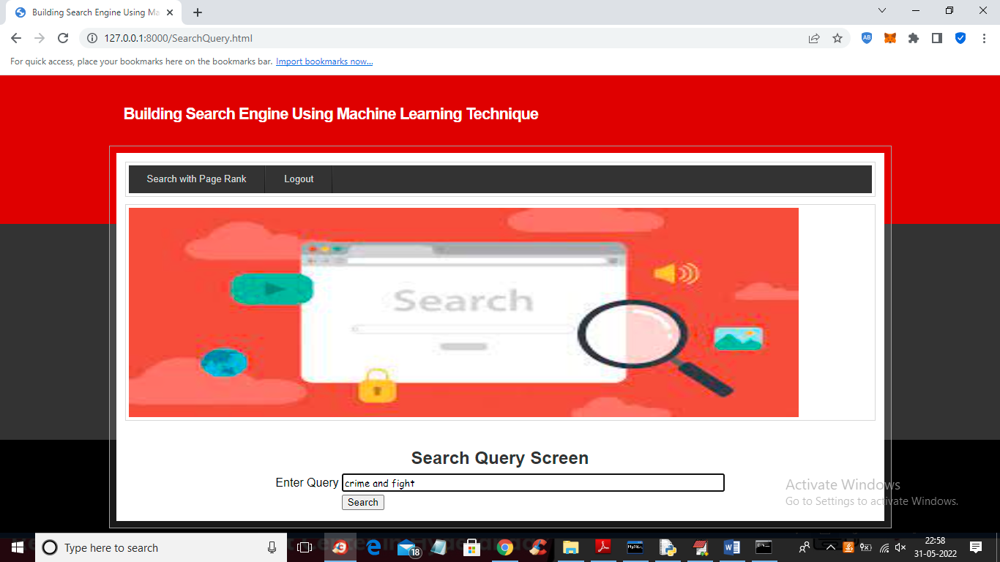 Building Search Engine Using Ma
127.0.0.1:8000/SearchQuery.html
For quick access, place your bookmarks here on the bookmarks bar. Import bookmarks now...
Building Search Engine Using Machine Learning Technique
Search with Page Rank
Logout
Search
Search Query Screen
Enter Query crime and fight
Search
Activate Windows
Go to Settings to activate Windows.
Type here to search
18
22:58
31-05-2022